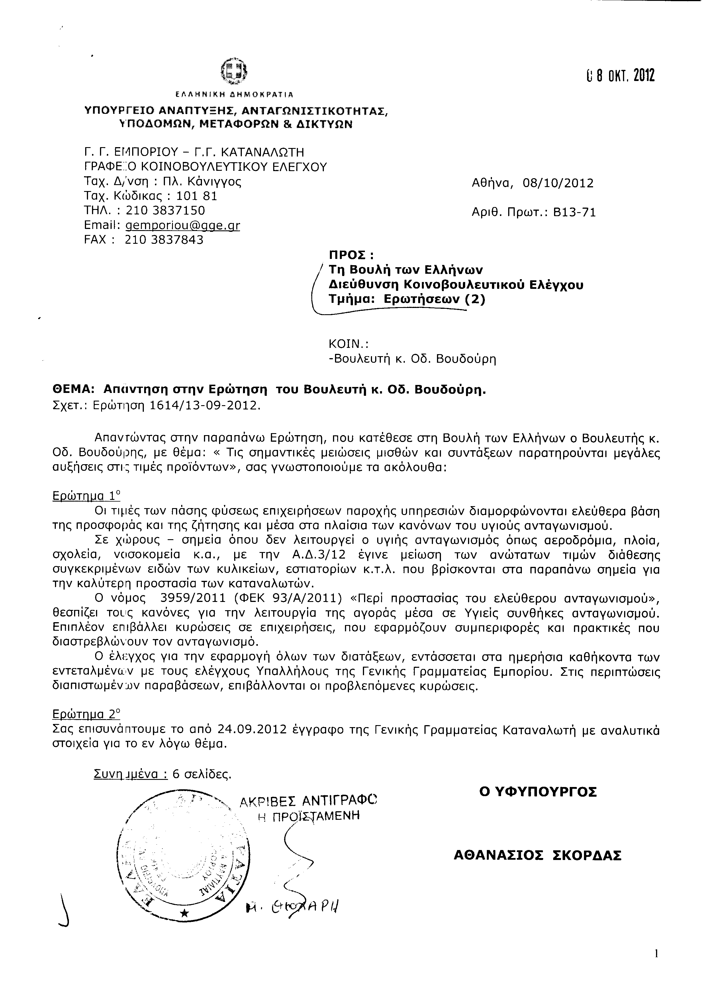 08 ΟΚΤ. 2012
ΕΛΛΗΝΙΚΗ ΔΗΜΟΚΡΑΤΙΑ
ΥΠΟΥΡΓΕΙΟ ΑΝΑΠΤΥΞΗΣ, ΑΝΤΑΓΩΝΙΣΤΙΚΟΤΗΤΑΣ,
ΥΠΟΔΟΜΩΝ, ΜΕΤΑΦΟΡΩΝ & ΔΙΚΤΥΩΝ
Γ. Γ. ΕΜΠΟΡΙΟΥ – Γ.Γ. ΚΑΤΑΝΑΛΩΤΗ
ΓΡΑΦΕΙΟ ΚΟΙΝΟΒΟΥΛΕΥΤΙΚΟΥ ΕΛΕΓΧΟΥ
Ταχ. Δ/νση : Πλ. Κάνιγγος
Αθήνα, 08/10/2012
Ταχ. Κώδικας : 101 81
ΤΗΛ. : 210 3837150
Αριθ. Πρωτ.: Β13-71
Email: gemporiou@gge.gr
FAX : 210 3837843
ΠΡΟΣ :
Τη Βουλή των Ελλήνων
Διεύθυνση Κοινοβουλευτικού Ελέγχου
Τμήμα: Ερωτήσεων (2)
ΚΟΙΝ.:
-Βουλευτή κ. Οδ. Βουδούρη
ΘΕΜΑ: Απάντηση στην Ερώτηση του Βουλευτή κ. Οδ. Βουδούρη.
Σχετ.: Ερώτηση 1614/13-09-2012.
Απαντώντας στην παραπάνω Ερώτηση, που κατέθεσε στη Βουλή των Ελλήνων ο Βουλευτής κ.
Οδ. Βουδούρης, με θέμα: « Τις σημαντικές μειώσεις μισθών και συντάξεων παρατηρούνται μεγάλες
αυξήσεις στις τιμές προϊόντων», σας γνωστοποιούμε τα ακόλουθα:
Ερώτημα 1º
Οι τιμές των πάσης φύσεως επιχειρήσεων παροχής υπηρεσιών διαμορφώνονται ελεύθερα βάση
της προσφοράς και της ζήτησης και μέσα στα πλαίσια των κανόνων του υγιούς ανταγωνισμού.
Σε χώρους – σημεία όπου δεν λειτουργεί ο υγιής ανταγωνισμός όπως αεροδρόμια, πλοία,
σχολεία, νοσοκομεία κ.α., με την Α.Δ.3/12 έγινε μείωση των ανώτατων τιμών διάθεσης
συγκεκριμένων ειδών των κυλικείων, εστιατορίων κ.τ.λ. που βρίσκονται στα παραπάνω σημεία για
την καλύτερη προστασία των καταναλωτών.
Ο νόμος 3959/2011 (ΦΕΚ 93/Α/2011) «Περί προστασίας του ελεύθερου ανταγωνισμού»,
θεσπίζει τους κανόνες για την λειτουργία της αγοράς μέσα σε Υγιείς συνθήκες ανταγωνισμού.
Επιπλέον επιβάλλει κυρώσεις σε επιχειρήσεις, που εφαρμόζουν συμπεριφορές και πρακτικές που
διαστρεβλώνουν τον ανταγωνισμό.
Ο έλεγχος για την εφαρμογή όλων των διατάξεων, εντάσσεται στα ημερήσια καθήκοντα των
εντεταλμένων με τους ελέγχους Υπαλλήλους της Γενικής Γραμματείας Εμπορίου. Στις περιπτώσεις
διαπιστωμένων παραβάσεων, επιβάλλονται οι προβλεπόμενες κυρώσεις.
Ερώτημα 2º
Σας επισυνάπτουμε το από 24.09.2012 έγγραφο της Γενικής Γραμματείας Καταναλωτή με αναλυτικά
στοιχεία για το εν λόγω θέμα.
Συνημμένα : 6 σελίδες.
Ο ΥΦΥΠΟΥΡΓΟΣ
ΑΚΡΙΒΕΣ ΑΝΤΙΓΡΑΦΟ
Η ΠΡΟΪΣΤΑΜΕΝΗ
ΑΘΑΝΑΣΙΟΣ ΣΚΟΡΔΑΣ
1